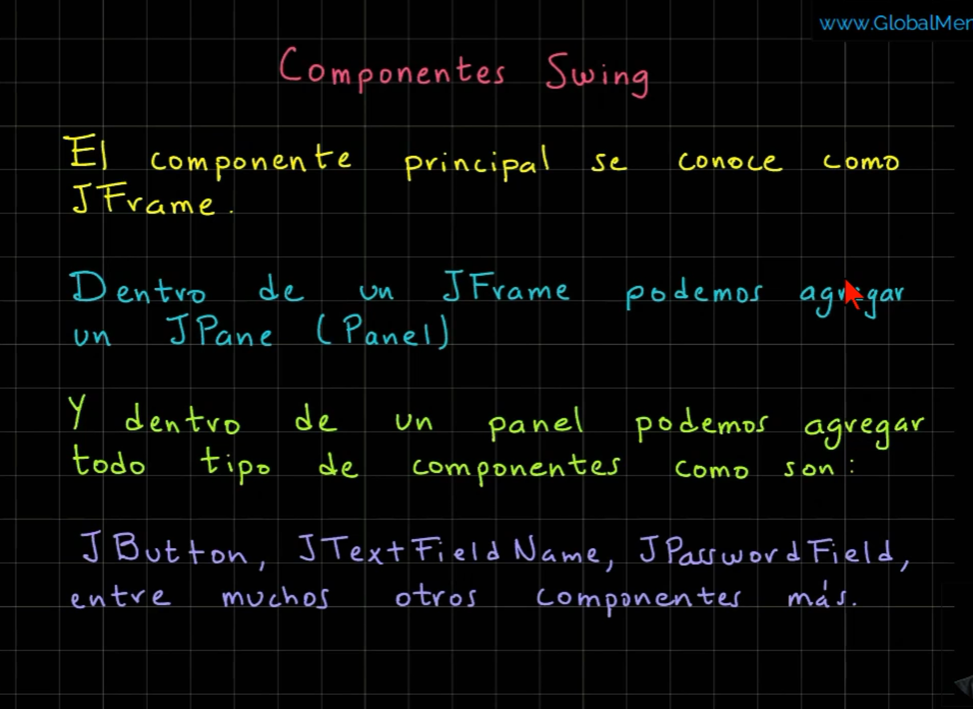 www.GlobalMen
Componentes Swing
El componente principal se conoce como
JFrame.
Dentro de un JFrame podemos agregar
un JPane (Panel)
Y dentro de un panel podemos agregar
todo tipo de componentes como son:
JButton, JTextFieldName, JPasswordField,
entre muchos otros componentes más.